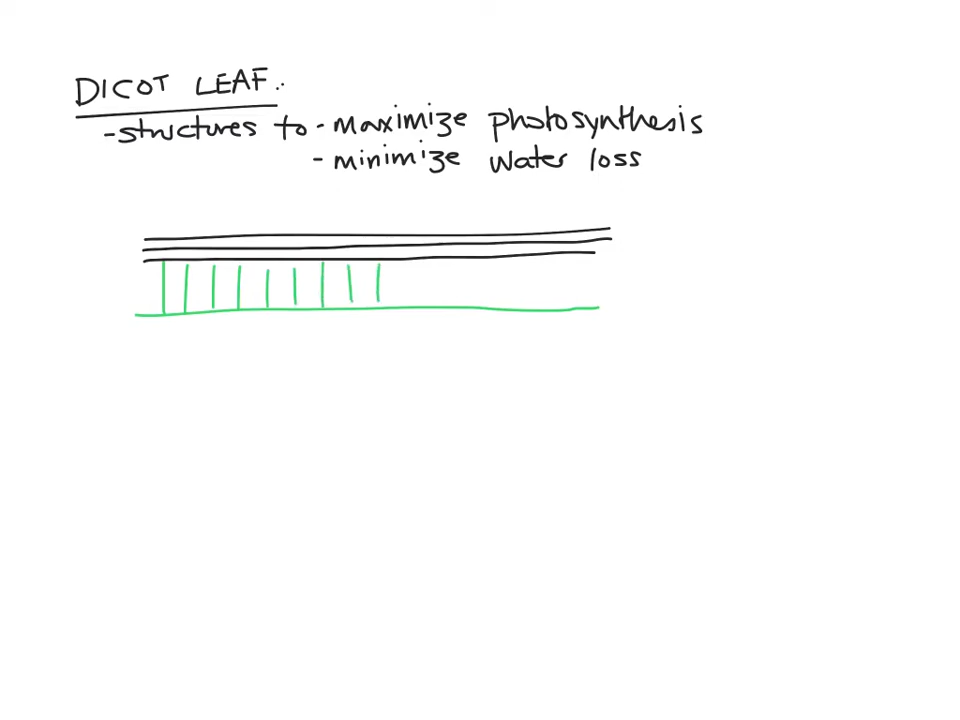 DICOT LEAF..
-structures to - maximize photosynthesis
- minimize water loss